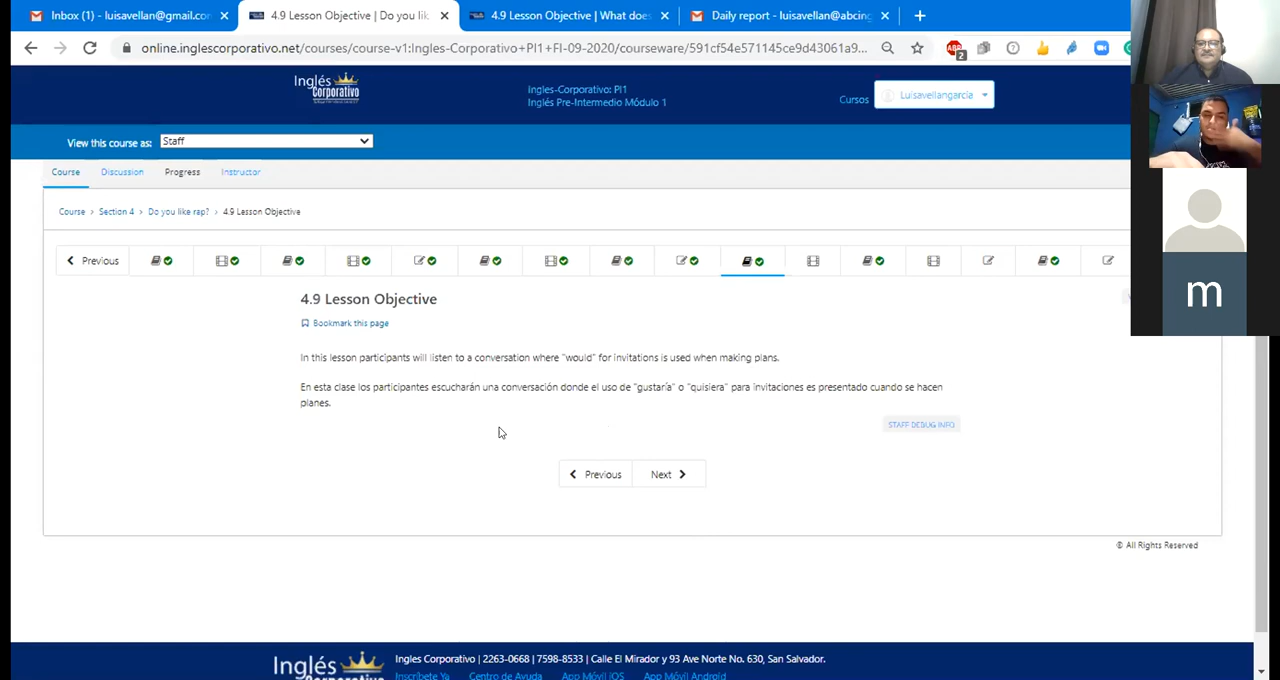 Inbox (1) - luisavellan@gmail.con
4.9 Lesson Objective | Do you lik
4.9 Lesson Objective | What does
Daily report - luisavellan@abcing
online.inglescorporativo.net/courses/course-v1:Ingles-Corporativo+PI1+FI-09-2020/courseware/591cf54e571145ce9d43061a9...
ABP
2
Inglés
Corporativo
Ingles-Corporativo: PI1
Inglés Pre-Intermedio Módulo 1
Cursos
Luisavellangarcia
View this course as:
Staff
Course
Discussion
Progress
Instructor
Course > Section 4 > Do you like rap? > 4.9 Lesson Objective
Previous
4.9 Lesson Objective
Bookmark this page
In this lesson participants will listen to a conversation where "would" for invitations is used when making plans.
En esta clase los participantes escucharán una conversación donde el uso de "gustaría" o "quisiera" para invitaciones es presentado cuando se hacen
planes.
STAFF DEBUG INFO
Previous
Next
© All Rights Reserved
Inglés
Corporativo
Ingles Corporativo | 2263-0668 | 7598-8533 | Calle El Mirador y 93 Ave Norte No. 630, San Salvador.
Inscríbete Ya
Centro de Ayuda
App Móvil iOS
App Móvil Android
m